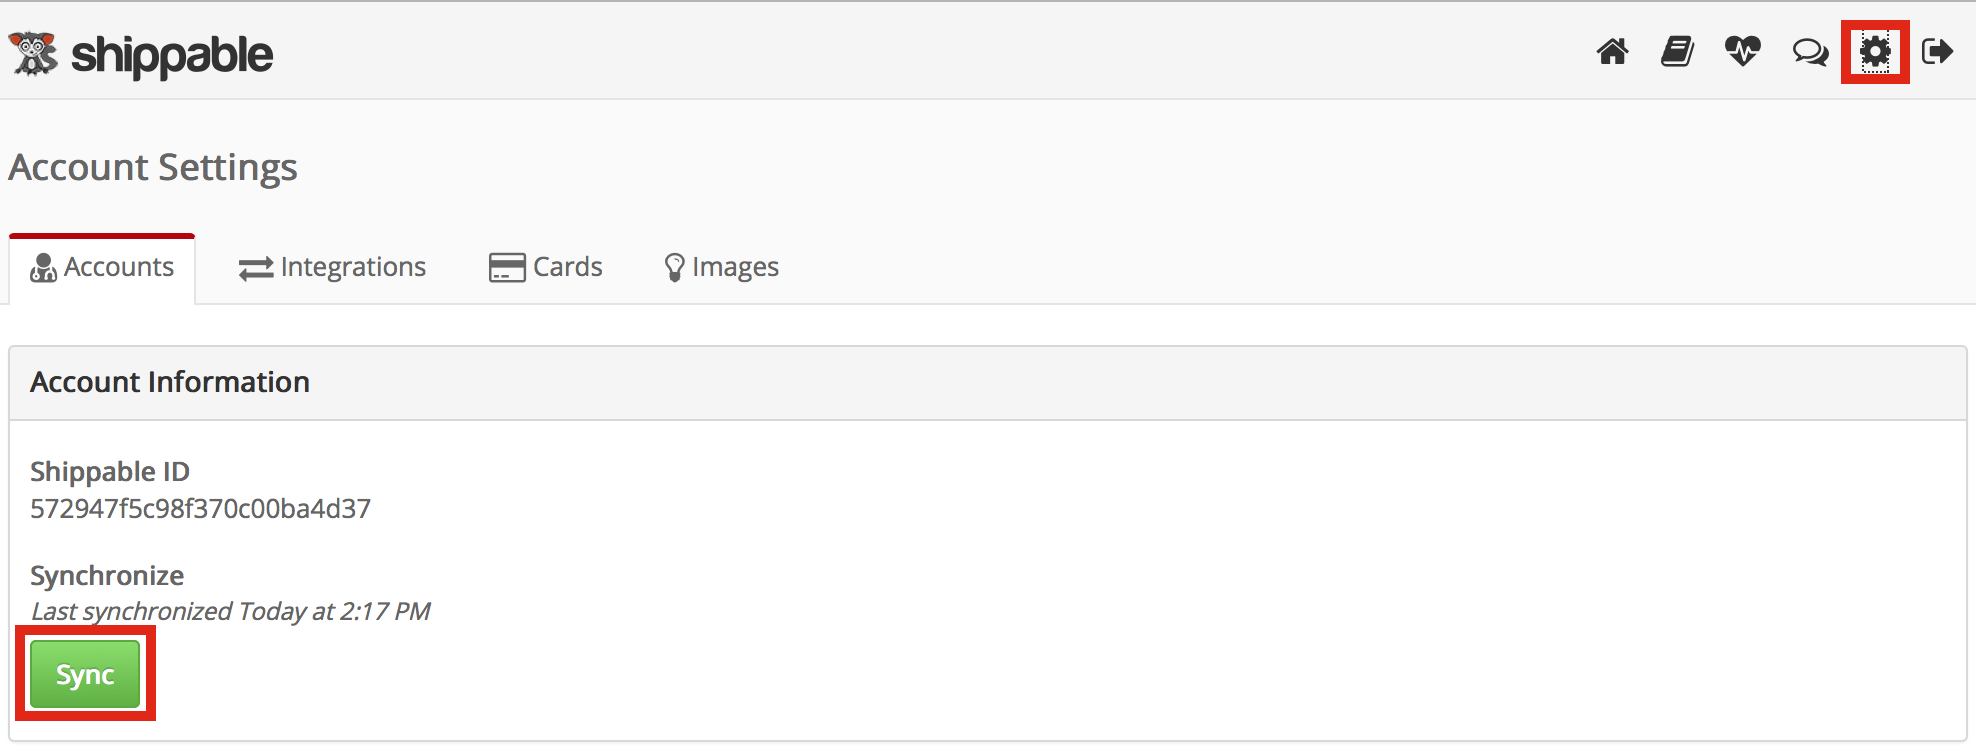 shippable
Account Settings
Accounts Integrations Cards Images
Account Information
Shippable ID
572947f5c98f370c00ba4d37
Synchronize
Last synchronized Today at 2:17 PM
Sync